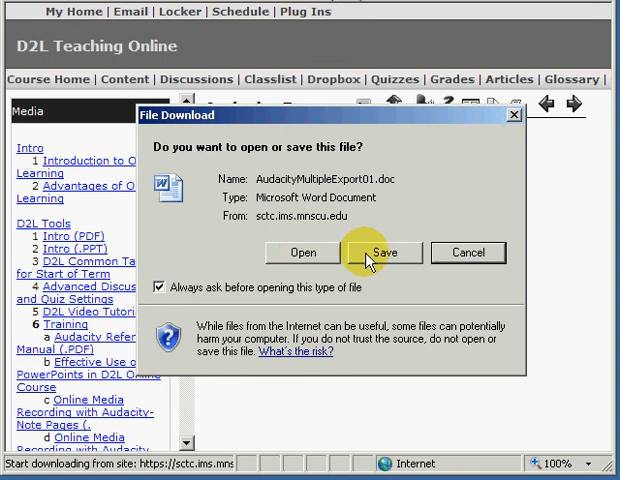 My Home | Email | Locker | Schedule | Plug Ins
D2L Teaching Online
Course Home | Content | Discussions | Classlist | Dropbox | Quizzes | Grades | Articles | Glossary |
Media
File Download
Do you want to open or save this file?
Name: AudacityMultipleExport01.doc
Type: Microsoft Word Document
From: sctc.ims.mnscu.edu
Open Save Cancel
Always ask before opening this type of file
While files from the Internet can be useful, some files can potentially
harm your computer. If you do not trust the source, do not open or
save this file. What's the risk?
Intro
1 Introduction to O
Learning
2 Advantages of O
Learning
D2L Tools
1 Intro (PDF)
2 Intro (.PPT)
3 D2L Common Ta
for Start of Term
4 Advanced Discus
and Quiz Settings
5 D2L Video Tutori
6 Training
a Audacity Refer
Manual (.PDF)
b Effective Use o
PowerPoints in D2L Online
Course
c Online Media
Recording with Audacity-
Note Pages (.
d Online Media
Recording with Audacity-
Start downloading from site: https://sctc.ims.mns
Internet
100%